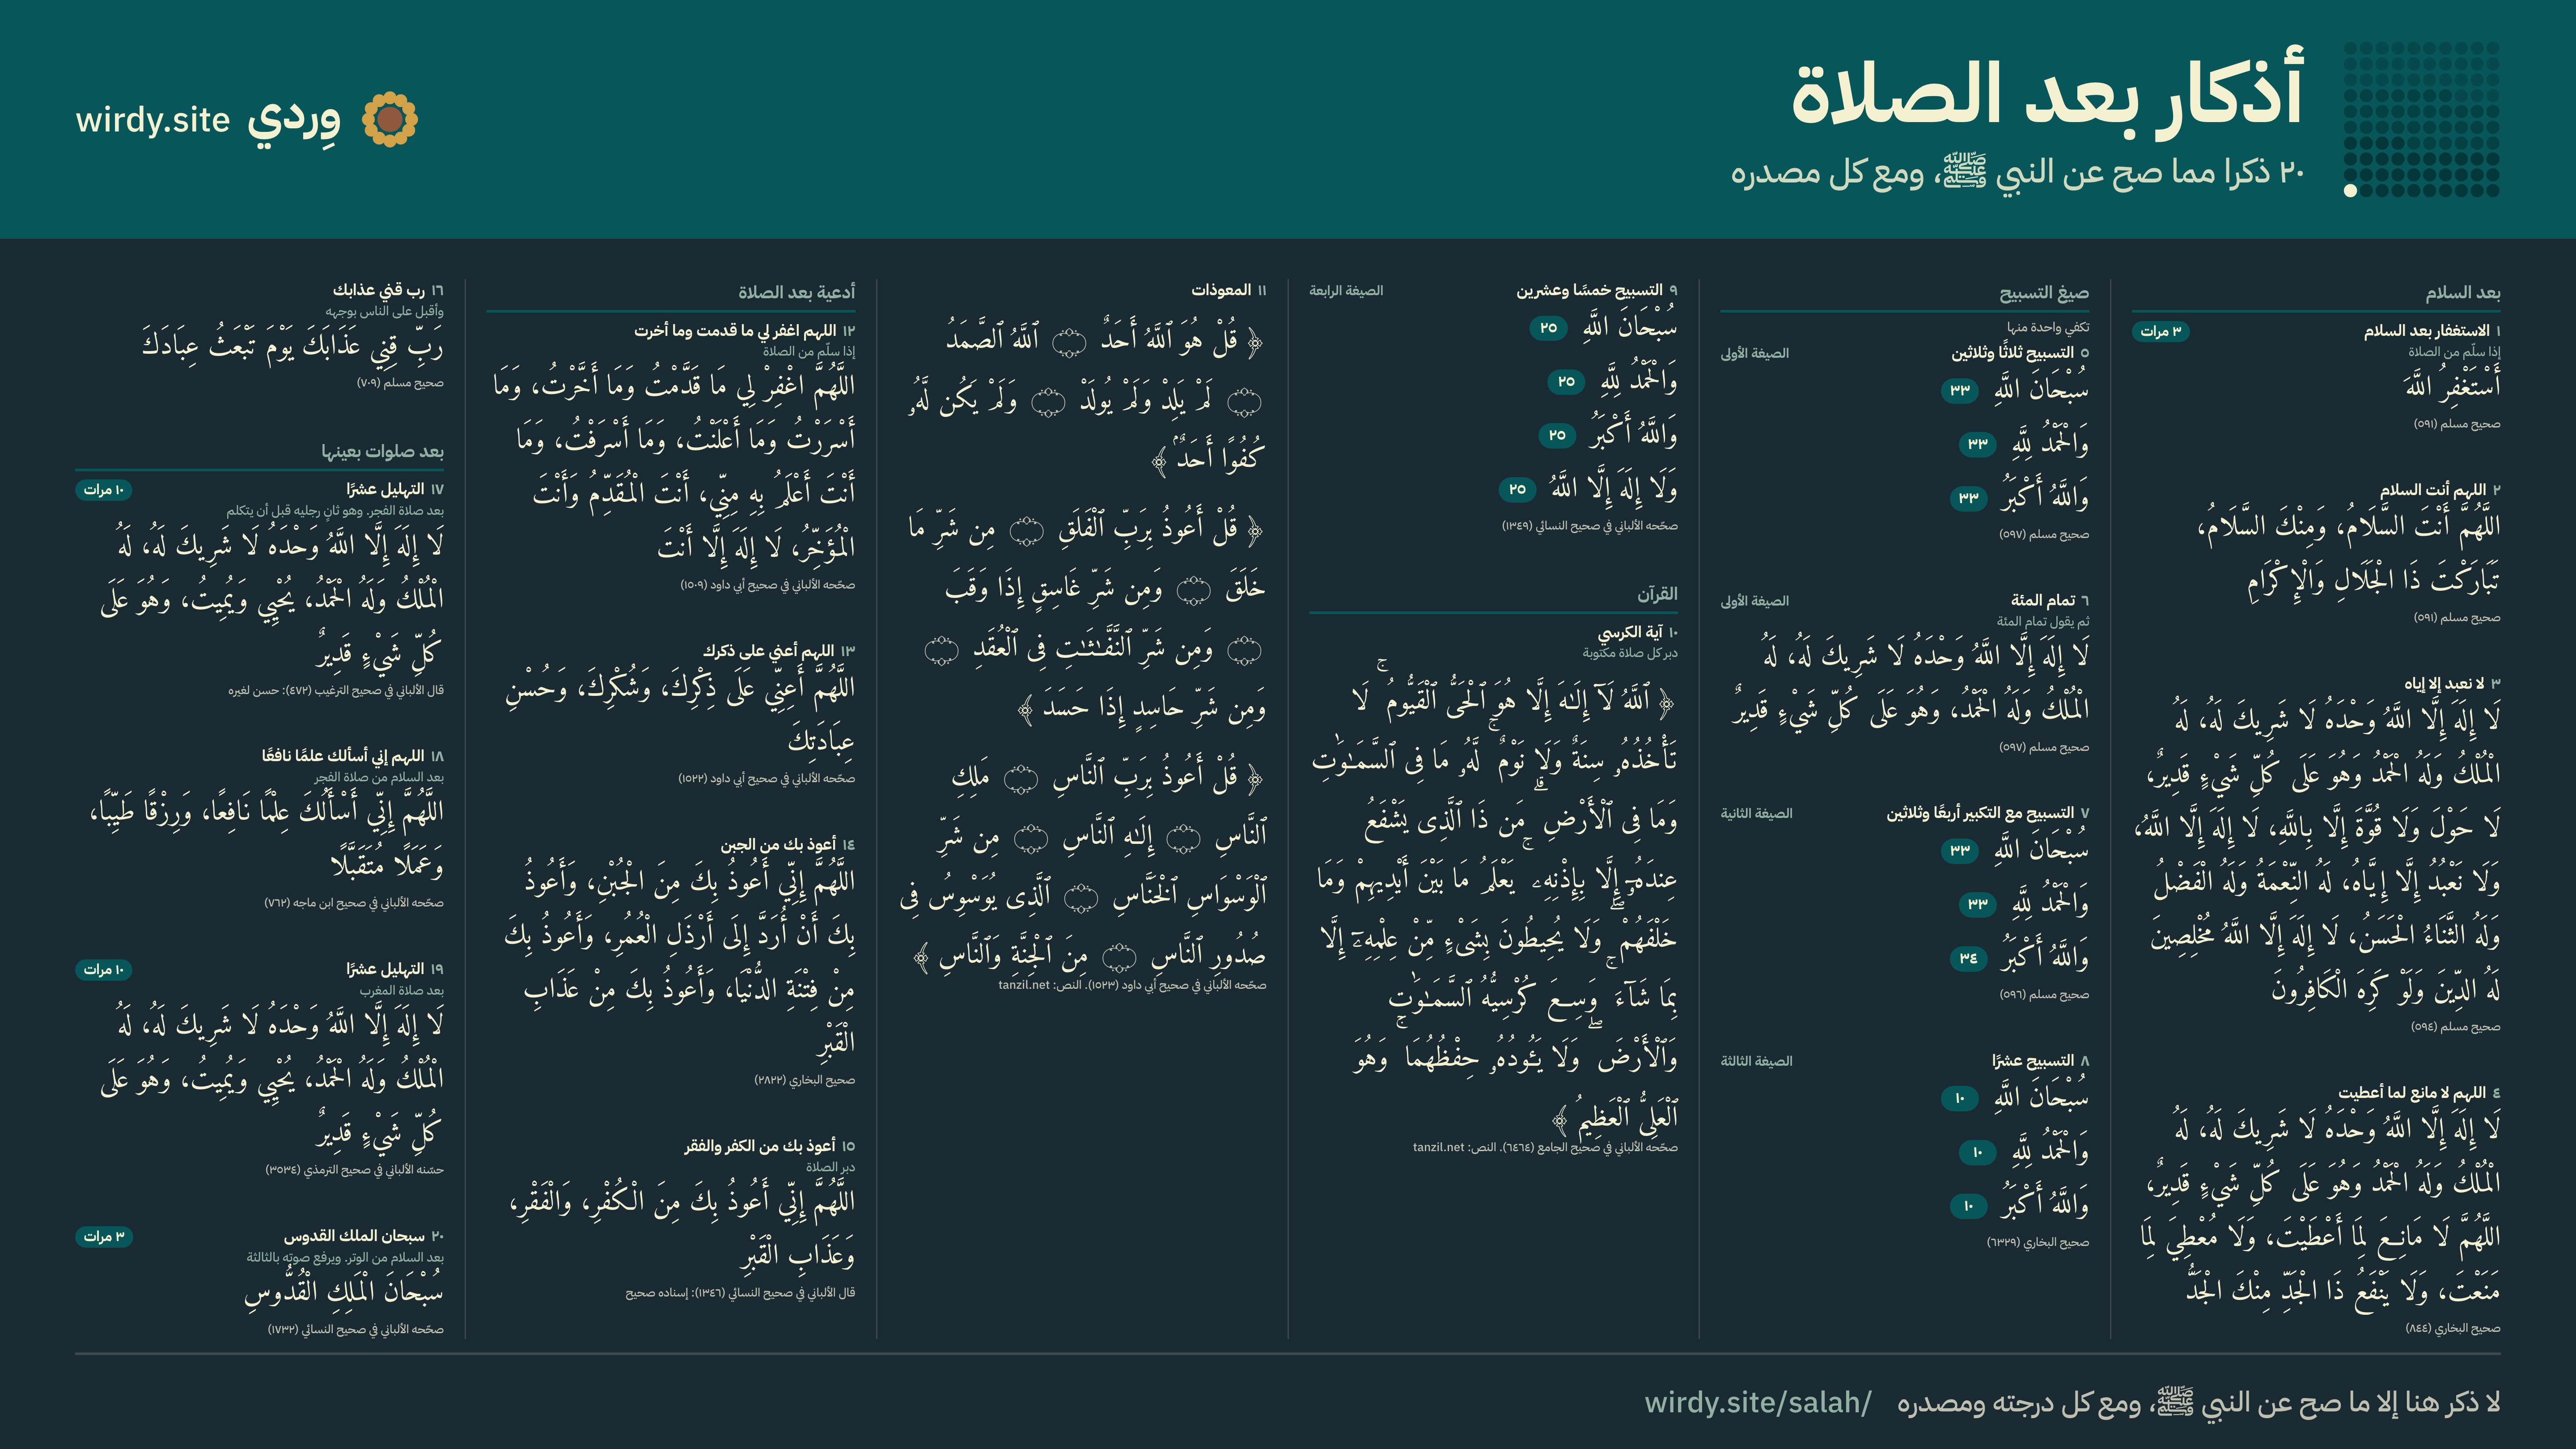 أذكار بعد الصلاة
٢٠ ذكرا مما صح عن النبي ﷺ، ومع كل مصدره
وِردي wirdy.site
بعد السلام
١ الاستغفار بعد السلام ٣ مرات
إذا سلّم من الصلاة
أَسْتَغْفِرُ اللَّهَ
صحيح مسلم (٥٩١)
٢ اللهم أنت السلام
اللَّهُمَّ أَنْتَ السَّلَامُ، وَمِنْكَ السَّلَامُ،
تَبَارَكْتَ ذَا الْجَلَالِ وَالْإِكْرَامِ
صحيح مسلم (٥٩١)
٣ لا نعبد إلا إياه
لَا إِلَهَ إِلَّا اللَّهُ وَحْدَهُ لَا شَرِيكَ لَهُ، لَهُ
الْمُلْكُ وَلَهُ الْحَمْدُ وَهُوَ عَلَى كُلِّ شَيْءٍ قَدِيرٌ،
لَا حَوْلَ وَلَا قُوَّةَ إِلَّا بِاللَّهِ، لَا إِلَهَ إِلَّا اللَّهُ،
وَلَا نَعْبُدُ إِلَّا إِيَّاهُ، لَهُ النِّعْمَةُ وَلَهُ الْفَضْلُ
وَلَهُ الثَّنَاءُ الْحَسَنُ، لَا إِلَهَ إِلَّا اللَّهُ مُخْلِصِينَ
لَهُ الدِّينَ وَلَوْ كَرِهَ الْكَافِرُونَ
صحيح مسلم (٥٩٤)
٤ اللهم لا مانع لما أعطيت
لَا إِلَهَ إِلَّا اللَّهُ وَحْدَهُ لَا شَرِيكَ لَهُ، لَهُ
الْمُلْكُ وَلَهُ الْحَمْدُ وَهُوَ عَلَى كُلِّ شَيْءٍ قَدِيرٌ،
اللَّهُمَّ لَا مَانِعَ لِمَا أَعْطَيْتَ، وَلَا مُعْطِيَ لِمَا
مَنَعْتَ، وَلَا يَنْفَعُ ذَا الْجَدِّ مِنْكَ الْجَدُّ
صحيح البخاري (٨٤٤)
صيغ التسبيح
تكفي واحدة منها
٥ التسبيح ثلاثًا وثلاثين الصيغة الأولى
سُبْحَانَ اللَّهِ ٣٣
وَالْحَمْدُ لِلَّهِ ٣٣
وَاللَّهُ أَكْبَرُ ٣٣
صحيح مسلم (٥٩٧)
٦ تمام المئة الصيغة الأولى
ثم يقول تمام المئة
لَا إِلَهَ إِلَّا اللَّهُ وَحْدَهُ لَا شَرِيكَ لَهُ، لَهُ
الْمُلْكُ وَلَهُ الْحَمْدُ، وَهُوَ عَلَى كُلِّ شَيْءٍ قَدِيرٌ
صحيح مسلم (٥٩٧)
٧ التسبيح مع التكبير أربعًا وثلاثين الصيغة الثانية
سُبْحَانَ اللَّهِ ٣٣
وَالْحَمْدُ لِلَّهِ ٣٣
وَاللَّهُ أَكْبَرُ ٣٤
صحيح مسلم (٥٩٦)
٨ التسبيح عشرًا الصيغة الثالثة
سُبْحَانَ اللَّهِ ١٠
وَالْحَمْدُ لِلَّهِ ١٠
وَاللَّهُ أَكْبَرُ ١٠
صحيح البخاري (٦٣٢٩)
٩ التسبيح خمسًا وعشرين الصيغة الرابعة
سُبْحَانَ اللَّهِ ٢٥
وَالْحَمْدُ لِلَّهِ ٢٥
وَاللَّهُ أَكْبَرُ ٢٥
وَلَا إِلَهَ إِلَّا اللَّهُ ٢٥
صحّحه الألباني في صحيح النسائي (١٣٤٩)
القرآن
١٠ آية الكرسي
دبر كل صلاة مكتوبة
﴿ ٱللَّهُ لَآ إِلَـٰهَ إِلَّا هُوَ ٱلْحَىُّ ٱلْقَيُّومُ ۚ لَا
تَأْخُذُهُۥ سِنَةٌ وَلَا نَوْمٌ ۚ لَّهُۥ مَا فِى ٱلسَّمَـٰوَٰتِ
وَمَا فِى ٱلْأَرْضِ ۗ مَن ذَا ٱلَّذِى يَشْفَعُ
عِندَهُۥٓ إِلَّا بِإِذْنِهِۦ ۚ يَعْلَمُ مَا بَيْنَ أَيْدِيهِمْ وَمَا
خَلْفَهُمْ ۖ وَلَا يُحِيطُونَ بِشَىْءٍ مِّنْ عِلْمِهِۦٓ إِلَّا
بِمَا شَآءَ ۚ وَسِعَ كُرْسِيُّهُ ٱلسَّمَـٰوَٰتِ
وَٱلْأَرْضَ ۖ وَلَا يَـُٔودُهُۥ حِفْظُهُمَا ۚ وَهُوَ
ٱلْعَلِىُّ ٱلْعَظِيمُ ﴾
صحّحه الألباني في صحيح الجامع (٦٤٦٤). النص: tanzil.net
١١ المعوذات
﴿ قُلْ هُوَ ٱللَّهُ أَحَدٌ ۝ ٱللَّهُ ٱلصَّمَدُ
۝ لَمْ يَلِدْ وَلَمْ يُولَدْ ۝ وَلَمْ يَكُن لَّهُۥ
كُفُوًا أَحَدٌۢ ﴾
﴿ قُلْ أَعُوذُ بِرَبِّ ٱلْفَلَقِ ۝ مِن شَرِّ مَا
خَلَقَ ۝ وَمِن شَرِّ غَاسِقٍ إِذَا وَقَبَ
۝ وَمِن شَرِّ ٱلنَّفَّـٰثَـٰتِ فِى ٱلْعُقَدِ ۝
وَمِن شَرِّ حَاسِدٍ إِذَا حَسَدَ ﴾
﴿ قُلْ أَعُوذُ بِرَبِّ ٱلنَّاسِ ۝ مَلِكِ
ٱلنَّاسِ ۝ إِلَـٰهِ ٱلنَّاسِ ۝ مِن شَرِّ
ٱلْوَسْوَاسِ ٱلْخَنَّاسِ ۝ ٱلَّذِى يُوَسْوِسُ فِى
صُدُورِ ٱلنَّاسِ ۝ مِنَ ٱلْجِنَّةِ وَٱلنَّاسِ ﴾
صحّحه الألباني في صحيح أبي داود (١٥٢٣). النص: tanzil.net
أدعية بعد الصلاة
١٢ اللهم اغفر لي ما قدمت وما أخرت
إذا سلّم من الصلاة
اللَّهُمَّ اغْفِرْ لِي مَا قَدَّمْتُ وَمَا أَخَّرْتُ، وَمَا
أَسْرَرْتُ وَمَا أَعْلَنْتُ، وَمَا أَسْرَفْتُ، وَمَا
أَنْتَ أَعْلَمُ بِهِ مِنِّي، أَنْتَ الْمُقَدِّمُ وَأَنْتَ
الْمُؤَخِّرُ، لَا إِلَهَ إِلَّا أَنْتَ
صحّحه الألباني في صحيح أبي داود (١٥٠٩)
١٣ اللهم أعني على ذكرك
اللَّهُمَّ أَعِنِّي عَلَى ذِكْرِكَ، وَشُكْرِكَ، وَحُسْنِ
عِبَادَتِكَ
صحّحه الألباني في صحيح أبي داود (١٥٢٢)
١٤ أعوذ بك من الجبن
اللَّهُمَّ إِنِّي أَعُوذُ بِكَ مِنَ الْجُبْنِ، وَأَعُوذُ
بِكَ أَنْ أُرَدَّ إِلَى أَرْذَلِ الْعُمُرِ، وَأَعُوذُ بِكَ
مِنْ فِتْنَةِ الدُّنْيَا، وَأَعُوذُ بِكَ مِنْ عَذَابِ
الْقَبْرِ
صحيح البخاري (٢٨٢٢)
١٥ أعوذ بك من الكفر والفقر
دبر الصلاة
اللَّهُمَّ إِنِّي أَعُوذُ بِكَ مِنَ الْكُفْرِ، وَالْفَقْرِ،
وَعَذَابِ الْقَبْرِ
قال الألباني في صحيح النسائي (١٣٤٦): إسناده صحيح
١٦ رب قني عذابك
وأقبل على الناس بوجهه
رَبِّ قِنِي عَذَابَكَ يَوْمَ تَبْعَثُ عِبَادَكَ
صحيح مسلم (٧٠٩)
بعد صلوات بعينها
١٧ التهليل عشرًا ١٠ مرات
بعد صلاة الفجر. وهو ثانٍ رجليه قبل أن يتكلم
لَا إِلَهَ إِلَّا اللَّهُ وَحْدَهُ لَا شَرِيكَ لَهُ، لَهُ
الْمُلْكُ وَلَهُ الْحَمْدُ، يُحْيِي وَيُمِيتُ، وَهُوَ عَلَى
كُلِّ شَيْءٍ قَدِيرٌ
قال الألباني في صحيح الترغيب (٤٧٢): حسن لغيره
١٨ اللهم إني أسألك علمًا نافعًا
بعد السلام من صلاة الفجر
اللَّهُمَّ إِنِّي أَسْأَلُكَ عِلْمًا نَافِعًا، وَرِزْقًا طَيِّبًا،
وَعَمَلًا مُتَقَبَّلًا
صحّحه الألباني في صحيح ابن ماجه (٧٦٢)
١٩ التهليل عشرًا ١٠ مرات
بعد صلاة المغرب
لَا إِلَهَ إِلَّا اللَّهُ وَحْدَهُ لَا شَرِيكَ لَهُ، لَهُ
الْمُلْكُ وَلَهُ الْحَمْدُ، يُحْيِي وَيُمِيتُ، وَهُوَ عَلَى
كُلِّ شَيْءٍ قَدِيرٌ
حسّنه الألباني في صحيح الترمذي (٣٥٣٤)
٢٠ سبحان الملك القدوس ٣ مرات
بعد السلام من الوتر. ويرفع صوته بالثالثة
سُبْحَانَ الْمَلِكِ الْقُدُّوسِ
صحّحه الألباني في صحيح النسائي (١٧٣٢)
لا ذكر هنا إلا ما صح عن النبي ﷺ، ومع كل درجته ومصدره wirdy.site/salah/